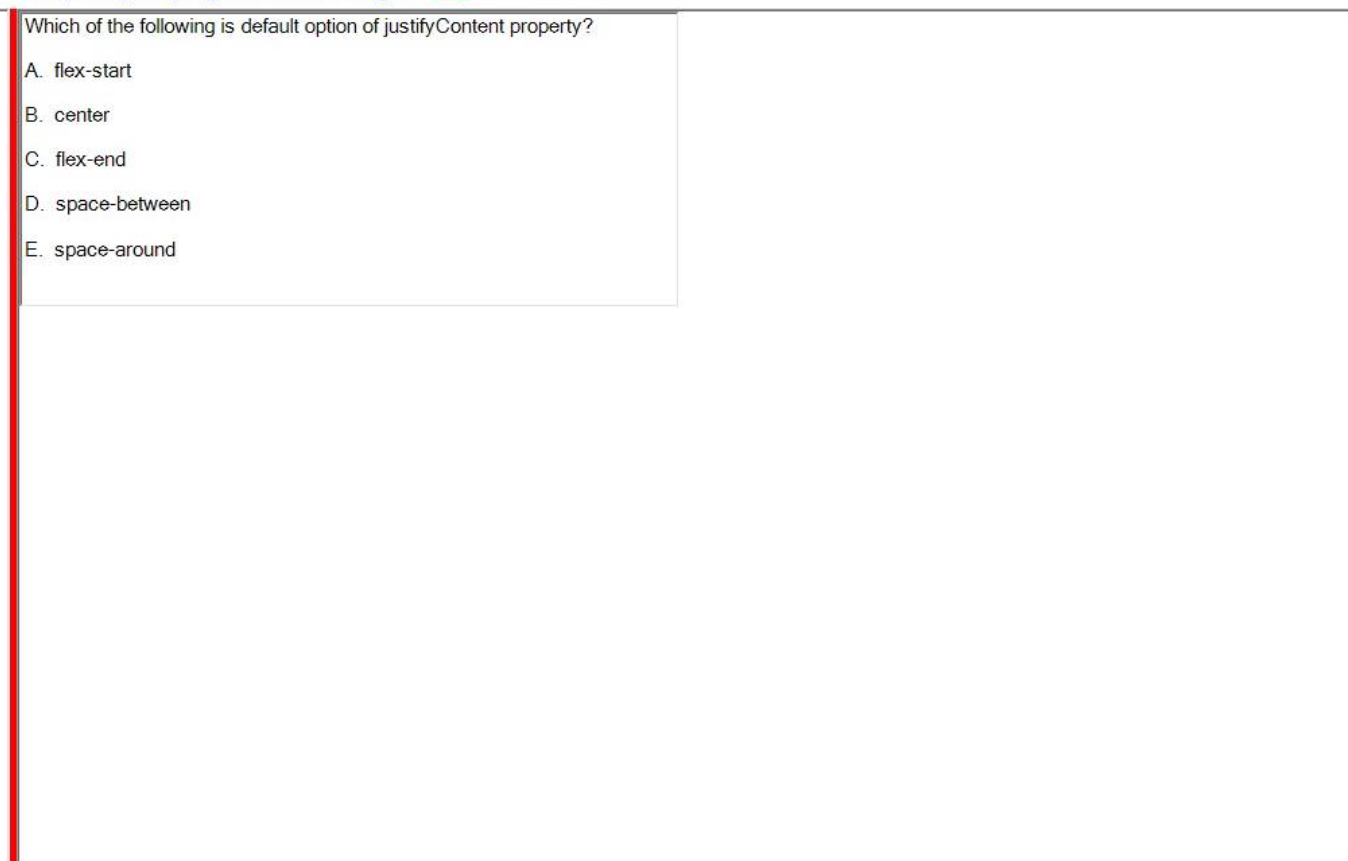 Which of the following is default option of justifyContent property?
A. flex-start
B. center
C. flex-end
D. space-between
E. space-around